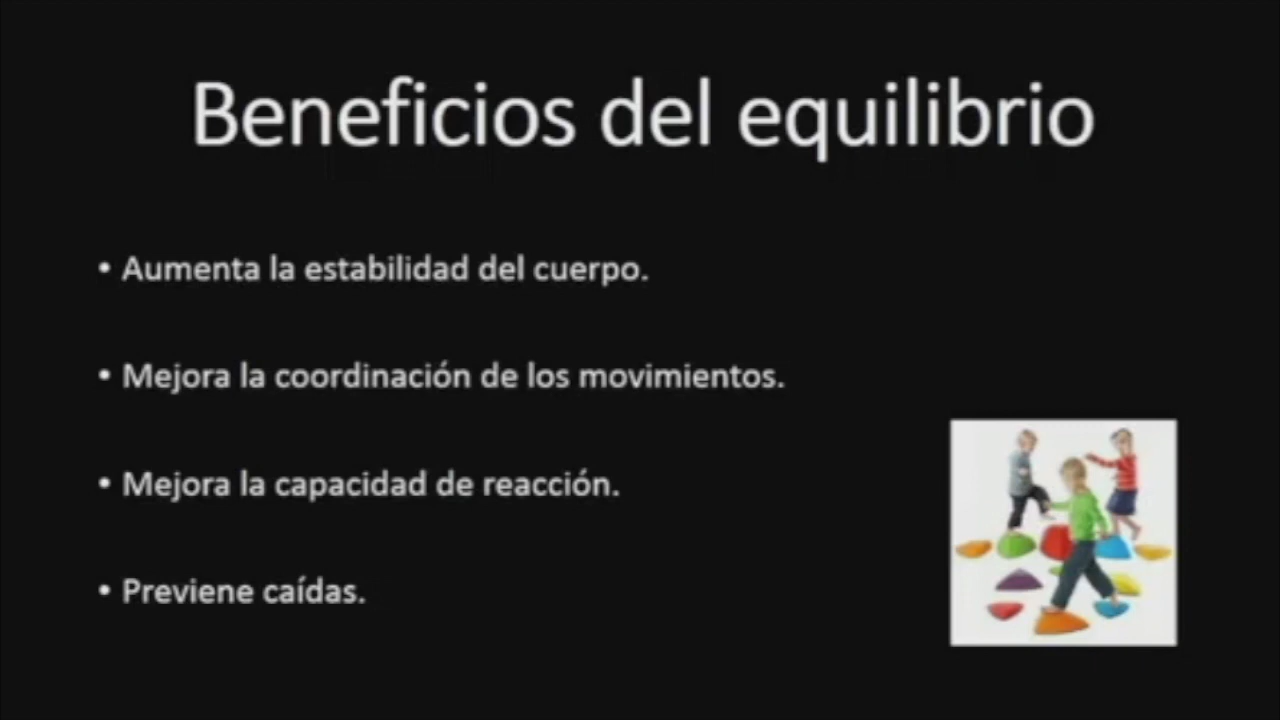 Beneficios del equilibrio
• Aumenta la estabilidad del cuerpo.
• Mejora la coordinación de los movimientos.
• Mejora la capacidad de reacción.
• Previene caídas.